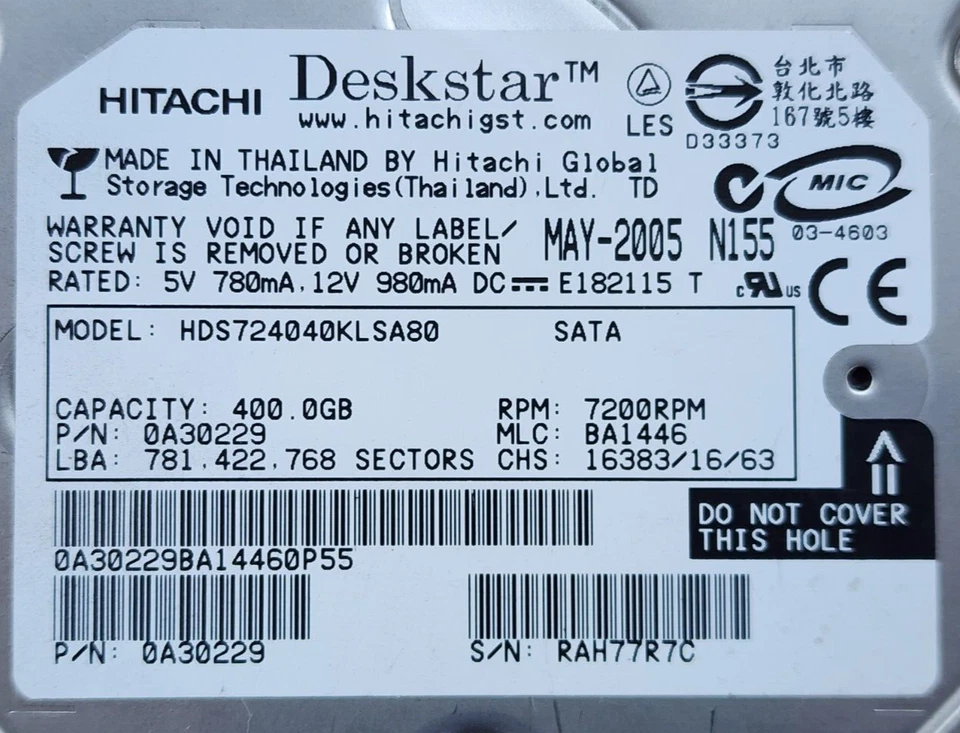 HITACHI Deskstar™
www.hitachigst.com
LES
D33373
台北市
敦化北路
167號5樓
MADE IN THAILAND BY Hitachi Global
Storage Technologies(Thailand),Ltd. TD
MIC
03-4603
WARRANTY VOID IF ANY LABEL/
SCREW IS REMOVED OR BROKEN
MAY-2005 N155
RATED: 5V 780mA, 12V 980mA DC E182115 T
c RU us
CE
MODEL: HDS724040KLSA80 SATA
CAPACITY: 400.0GB RPM: 7200RPM
P/N: 0A30229 MLC: BA1446
LBA: 781,422,768 SECTORS CHS: 16383/16/63
DO NOT COVER
THIS HOLE
0A30229BA14460P55
P/N: 0A30229 S/N: RAH77R7C